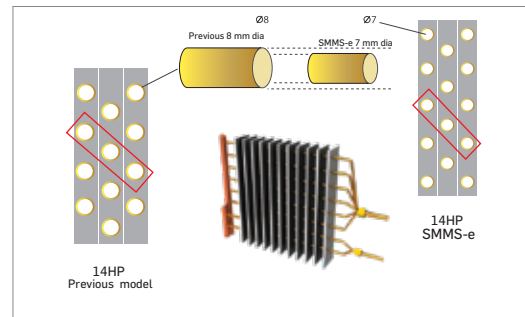 Ø8
Ø7
Previous 8 mm dia
SMMS-e 7 mm dia
14HP
Previous model
14HP
SMMS-e